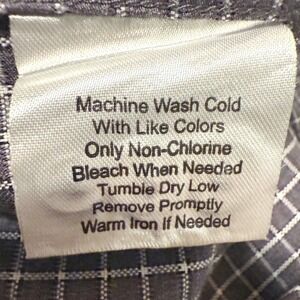 Machine Wash Cold
With Like Colors
Only Non-Chlorine
Bleach When Needed
Tumble Dry Low
Remove Promptly
Warm Iron If Needed